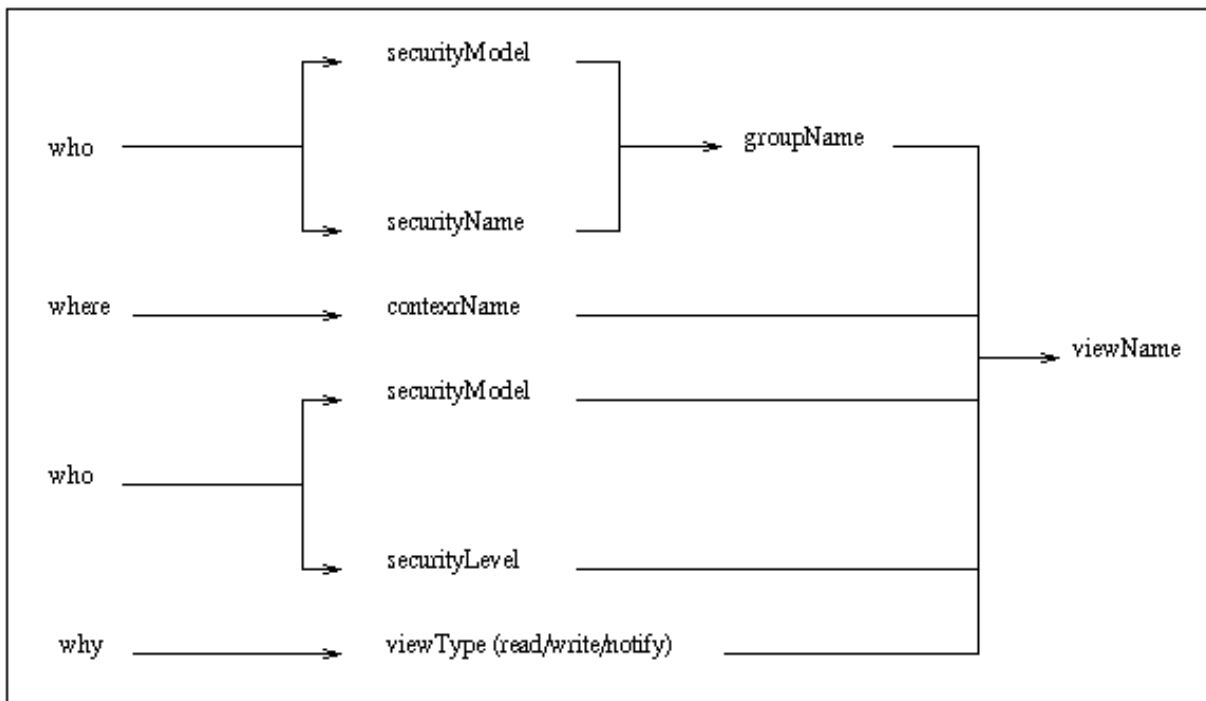 securityModel
who
groupName
securityName
where
contexrName
viewName
securityModel
who
securityLevel
why
viewType (read/write/notify)